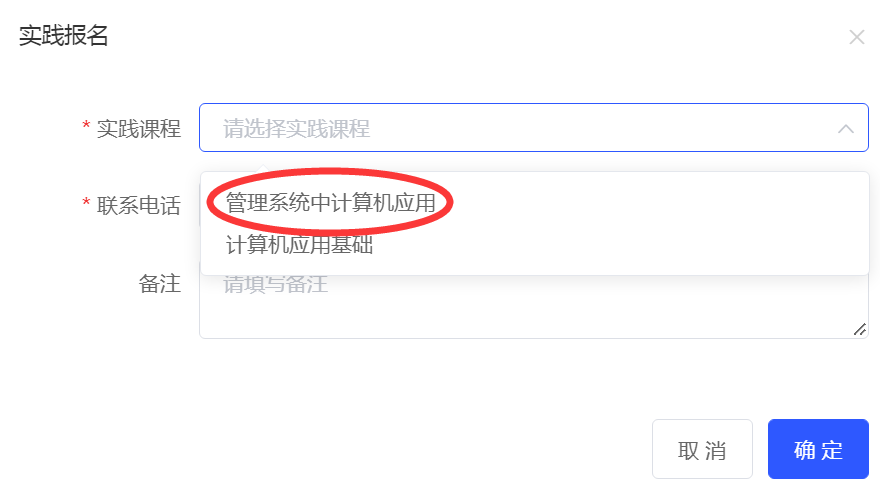 实践报名
* 实践课程
请选择实践课程
* 联系电话
管理系统中计算机应用
计算机应用基础
备注
请填写备注
取消
确定